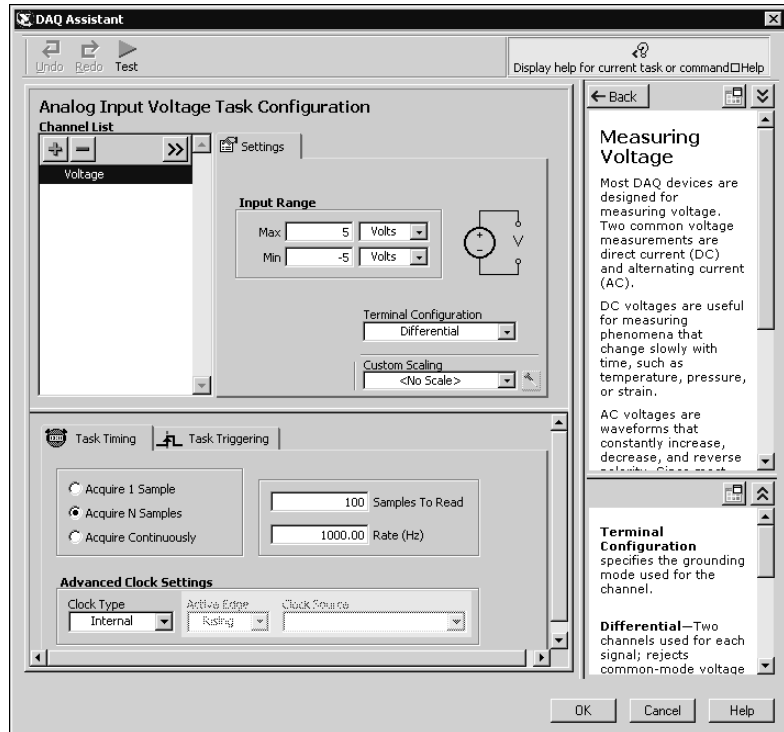 DAQ Assistant
Undo Redo Test
Display help for current task or command□Help
Analog Input Voltage Task Configuration
Channel List
Voltage
Settings
Input Range
Max 5 Volts
Min -5 Volts
+
-
V
Terminal Configuration
Differential
Custom Scaling
<No Scale>
Task Timing
Task Triggering
Acquire 1 Sample
Acquire N Samples
Acquire Continuously
100 Samples To Read
1000.00 Rate (Hz)
Advanced Clock Settings
Clock Type Active Edge Clock Source
Internal Rising
Back
Measuring
Voltage
Most DAQ devices are
designed for
measuring voltage.
Two common voltage
measurements are
direct current (DC)
and alternating current
(AC).
DC voltages are useful
for measuring
phenomena that
change slowly with
time, such as
temperature, pressure,
or strain.
AC voltages are
waveforms that
constantly increase,
decrease, and reverse
polarity. Since most
Terminal
Configuration
specifies the grounding
mode used for the
channel.
Differential—Two
channels used for each
signal; rejects
common-mode voltage
OK Cancel Help